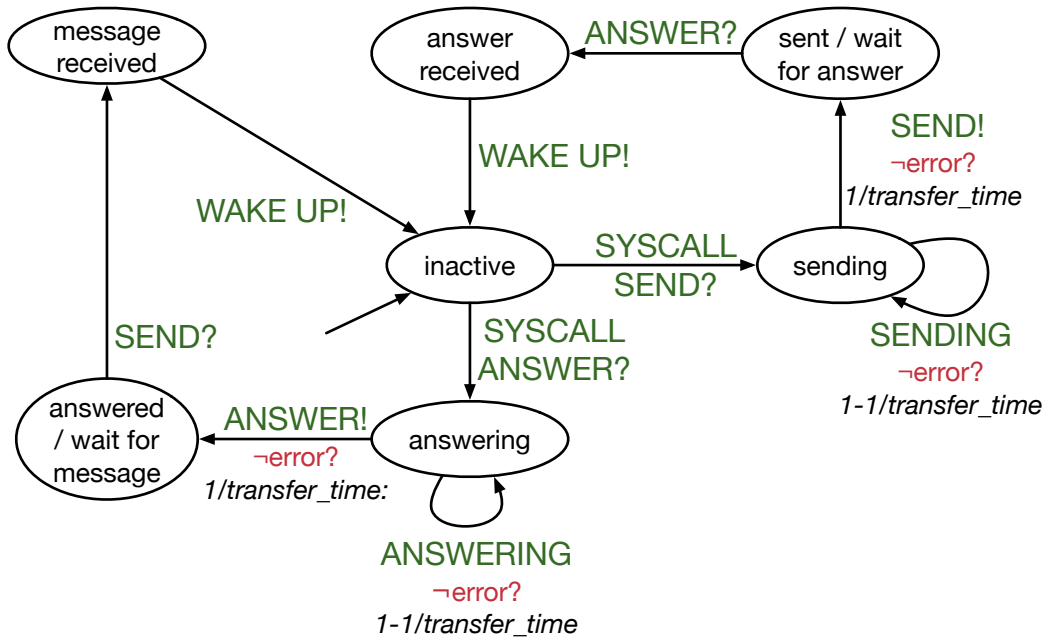 message
received
answer
received
ANSWER?
sent / wait
for answer
SEND!
¬error?
1/transfer_time
WAKE UP!
WAKE UP!
inactive
SYSCALL
SEND?
sending
SEND?
SYSCALL
ANSWER?
SENDING
¬error?
1-1/transfer_time
answered
/ wait for
message
ANSWER!
¬error?
1/transfer_time:
answering
ANSWERING
¬error?
1-1/transfer_time